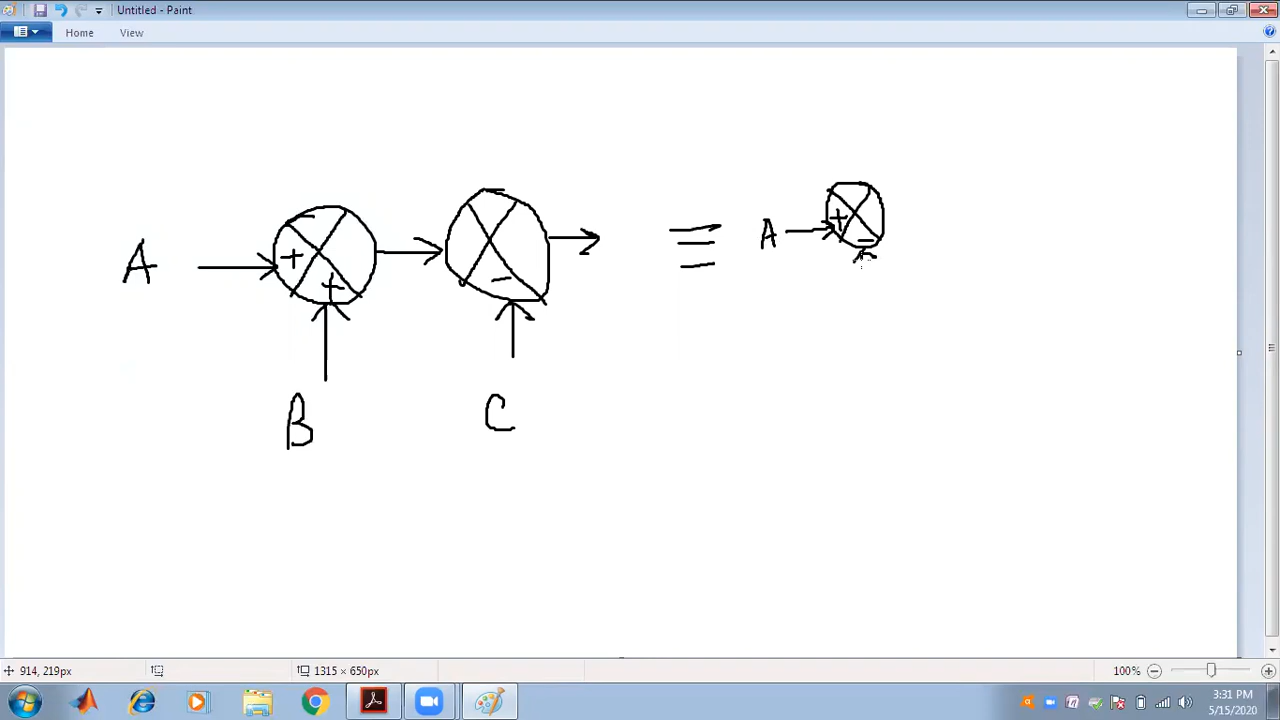 Untitled - Paint
Home View
A + + - ≡ A + -
B C
914, 219px 1315 × 650px 100%
3:31 PM
5/15/2020